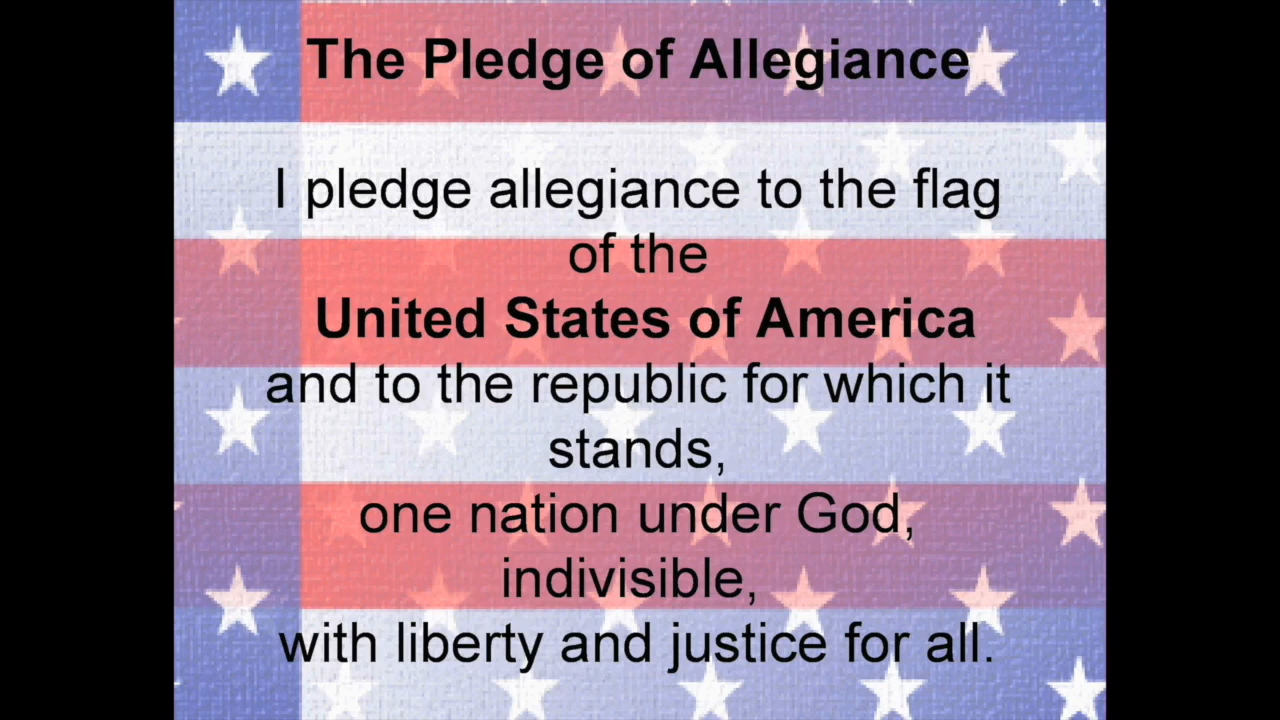 The Pledge of Allegiance
I pledge allegiance to the flag
of the
United States of America
and to the republic for which it
stands,
one nation under God,
indivisible,
with liberty and justice for all.